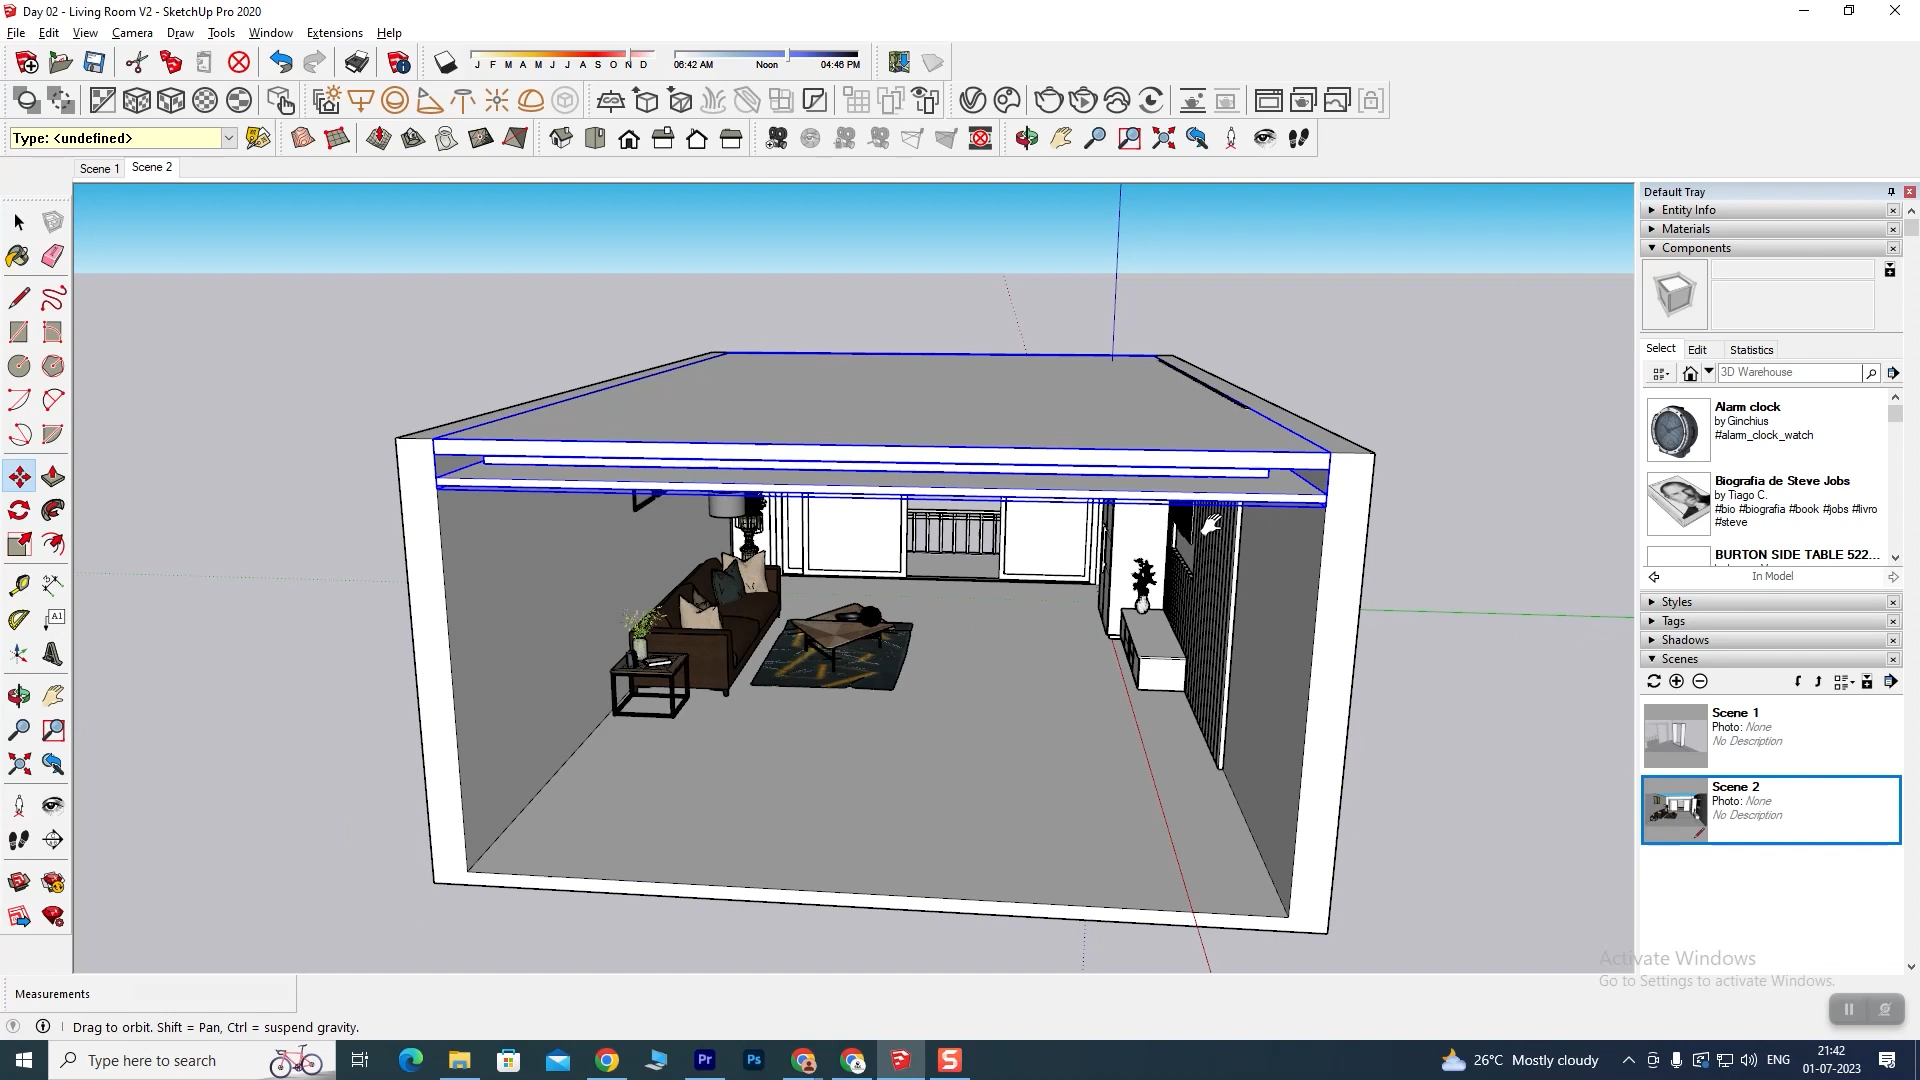 Day 02 - Living Room V2 - SketchUp Pro 2020
File Edit View Camera Draw Tools Window Extensions Help
J F M A M J J A S O N D 06:42 AM Noon 04:46 PM
Type: <undefined>
Scene 1 Scene 2
Default Tray
Entity Info
Materials
Components
Select Edit Statistics
3D Warehouse
Alarm clock
by Ginchius
#alarm_clock_watch
Biografia de Steve Jobs
by Tiago C.
#bio #biografia #book #jobs #livro
#steve
BURTON SIDE TABLE 522...
In Model
Styles
Tags
Shadows
Scenes
Scene 1
Photo: None
No Description
Scene 2
Photo: None
No Description
A1
Activate Windows
Go to Settings to activate Windows.
Measurements
Drag to orbit. Shift = Pan, Ctrl = suspend gravity.
Type here to search
Pr
Ps
S
26°C Mostly cloudy
ENG
21:42
01-07-2023